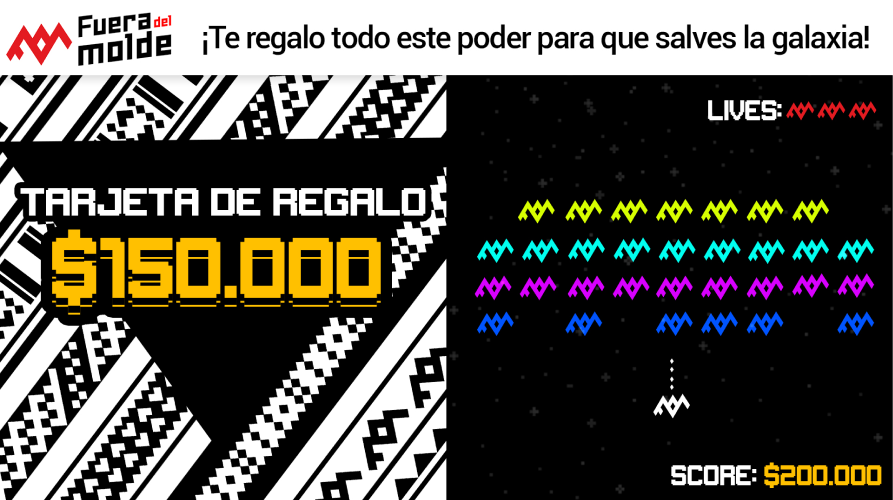 Fuera del
molde
¡Te regalo todo este poder para que salves la galaxia!
TARJETA DE REGALO
$150.000
LIVES:
SCORE: $200.000